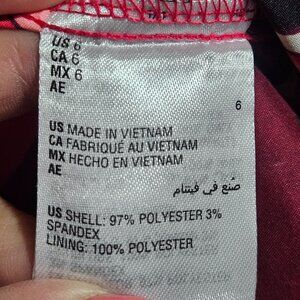 US 6
CA 6
MX 6
AE
6
US MADE IN VIETNAM
CA FABRIQUÉ AU VIETNAM
MX HECHO EN VIETNAM
AE
صُنع في فيتنام
US SHELL: 97% POLYESTER 3%
SPANDEX
LINING: 100% POLYESTER